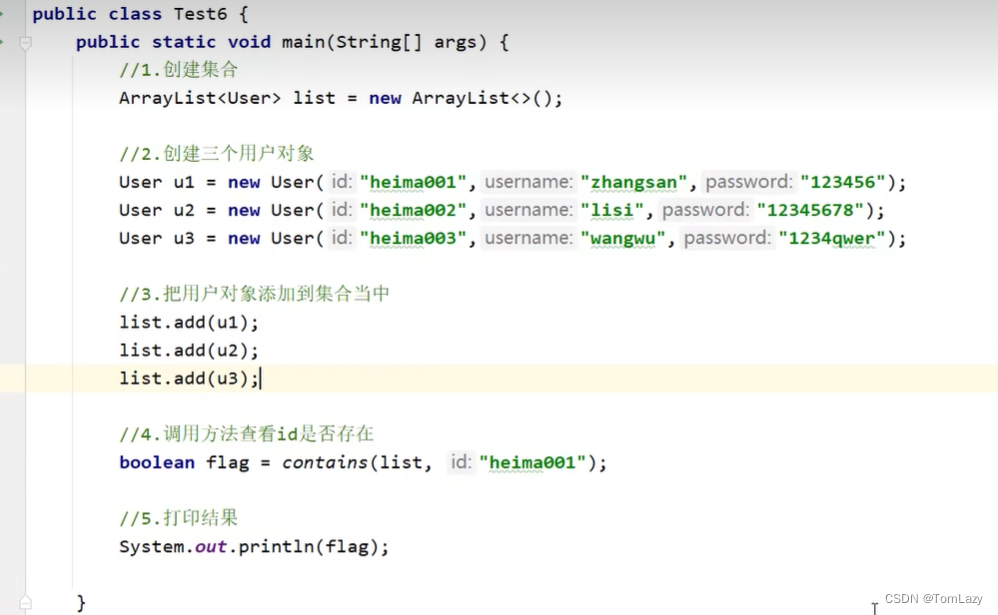 public class Test6 {
public static void main(String[] args) {
//1.创建集合
ArrayList<User> list = new ArrayList<>();
//2.创建三个用户对象
User u1 = new User( id: "heima001", username: "zhangsan", password: "123456");
User u2 = new User( id: "heima002", username: "lisi", password: "12345678");
User u3 = new User( id: "heima003", username: "wangwu", password: "1234qwer");
//3.把用户对象添加到集合当中
list.add(u1);
list.add(u2);
list.add(u3);
//4.调用方法查看id是否存在
boolean flag = contains(list, id: "heima001");
//5.打印结果
System.out.println(flag);
}
CSDN @TomLazy